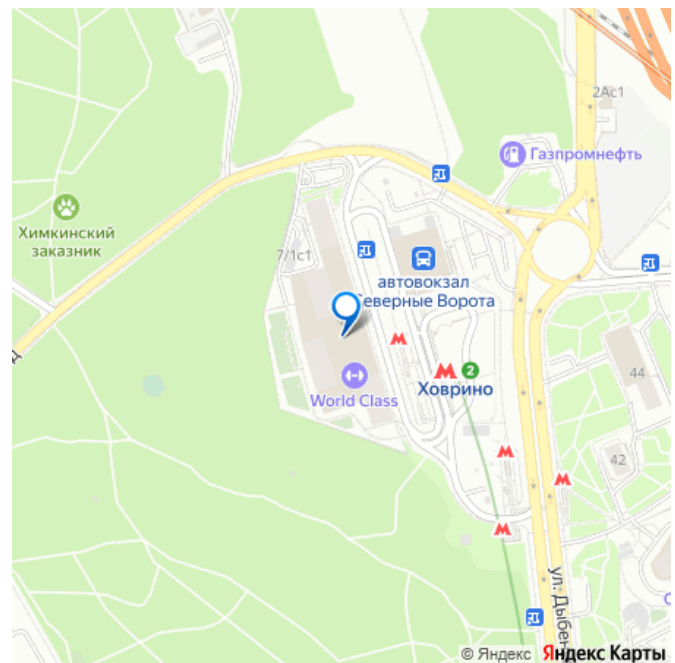 2Ас1
Газпромнефть
Химкинский
заказник
7/1с1
автовокзал
Северные Ворота
2
Ховрино
World Class
44
42
ул. Дыбен
© Яндекс Яндекс Карты